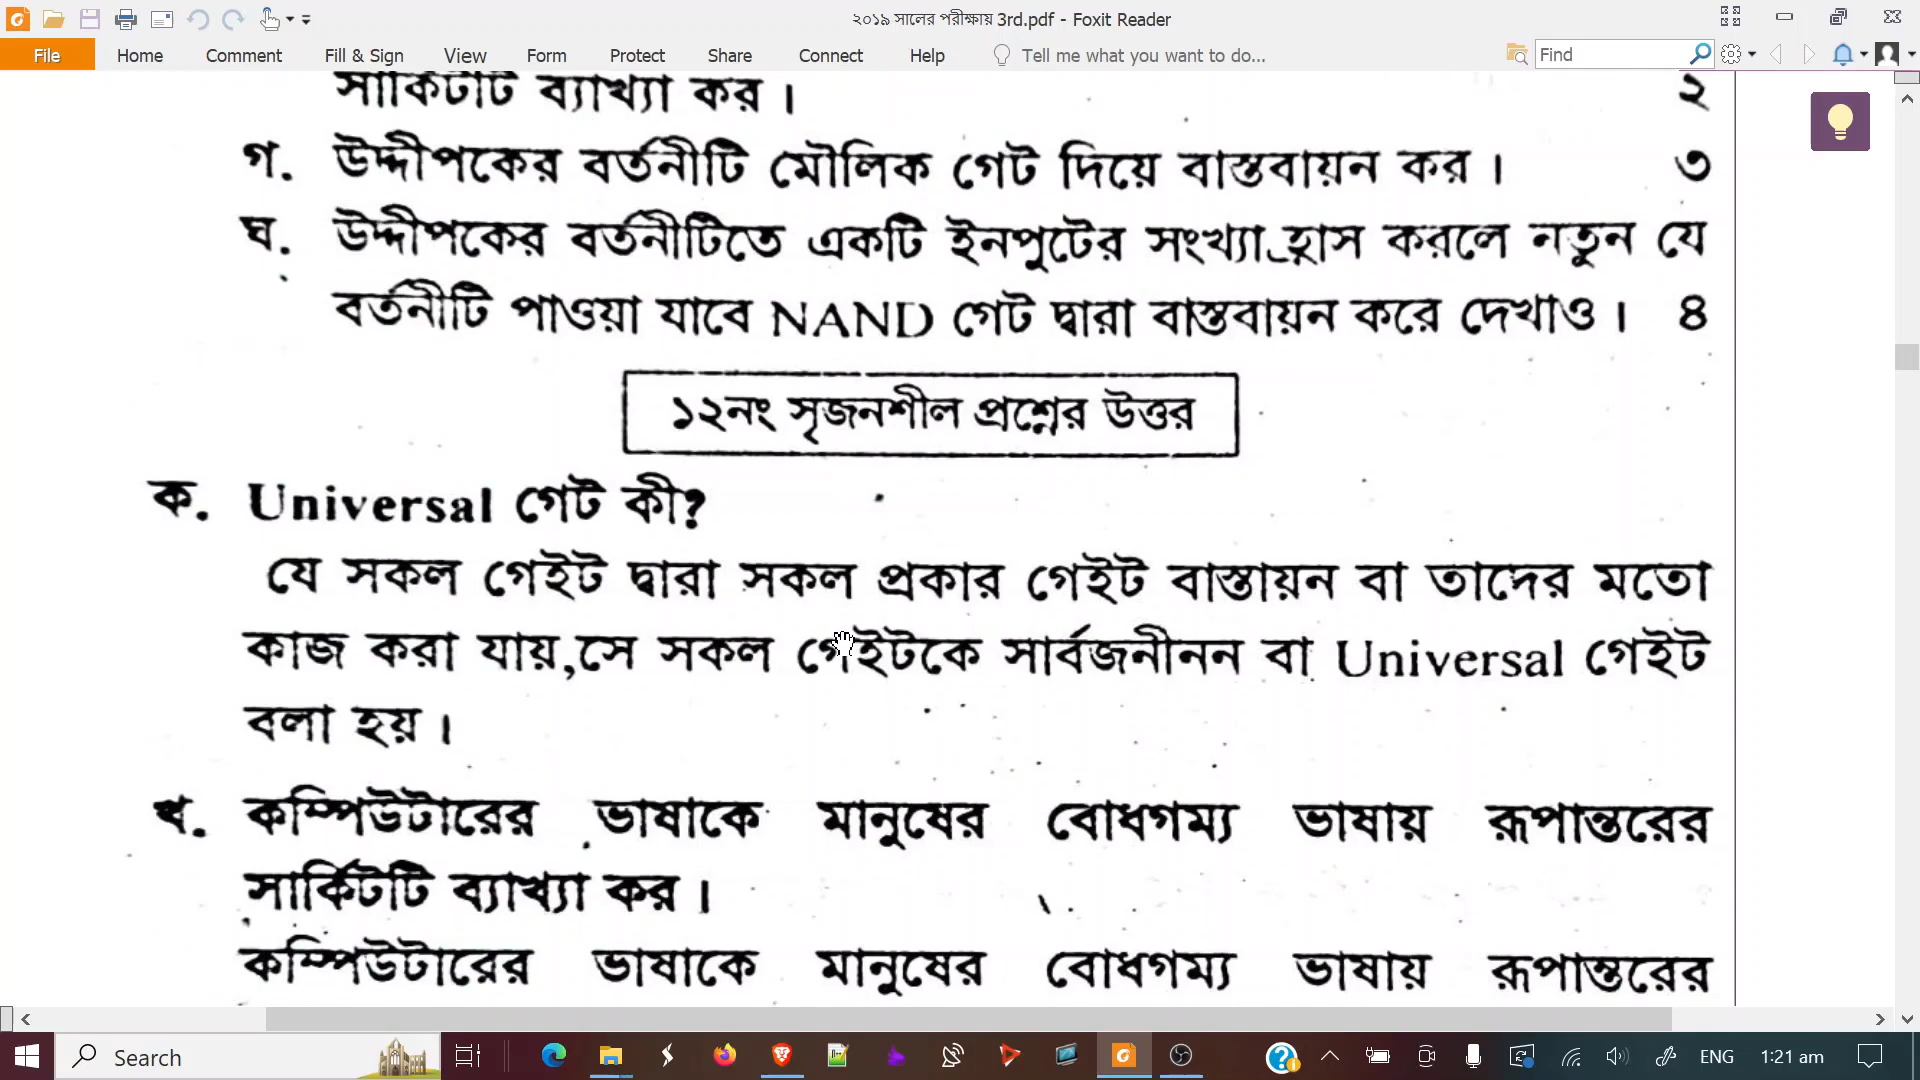 ২০১৯ সালের পরীক্ষায় 3rd.pdf - Foxit Reader
File Home Comment Fill & Sign View Form Protect Share Connect Help Tell me what you want to do... Find
সার্কিটটি ব্যাখ্যা কর। ২
গ. উদ্দীপকের বর্তনীটি মৌলিক গেট দিয়ে বাস্তবায়ন কর। ৩
ঘ. উদ্দীপকের বর্তনীটিতে একটি ইনপুটের সংখ্যা হ্রাস করলে নতুন যে
বর্তনীটি পাওয়া যাবে NAND গেট দ্বারা বাস্তবায়ন করে দেখাও। ৪
১২নং সৃজনশীল প্রশ্নের উত্তর
ক. Universal গেট কী?
যে সকল গেইট দ্বারা সকল প্রকার গেইট বাস্তায়ন বা তাদের মতো
কাজ করা যায়,সে সকল গেইটকে সার্বজনীনন বা Universal গেইট
বলা হয়।
খ. কম্পিউটারের ভাষাকে মানুষের বোধগম্য ভাষায় রূপান্তরের
সার্কিটটি ব্যাখ্যা কর।
কম্পিউটারের ভাষাকে মানুষের বোধগম্য ভাষায় রূপান্তরের
Search ENG 1:21 am